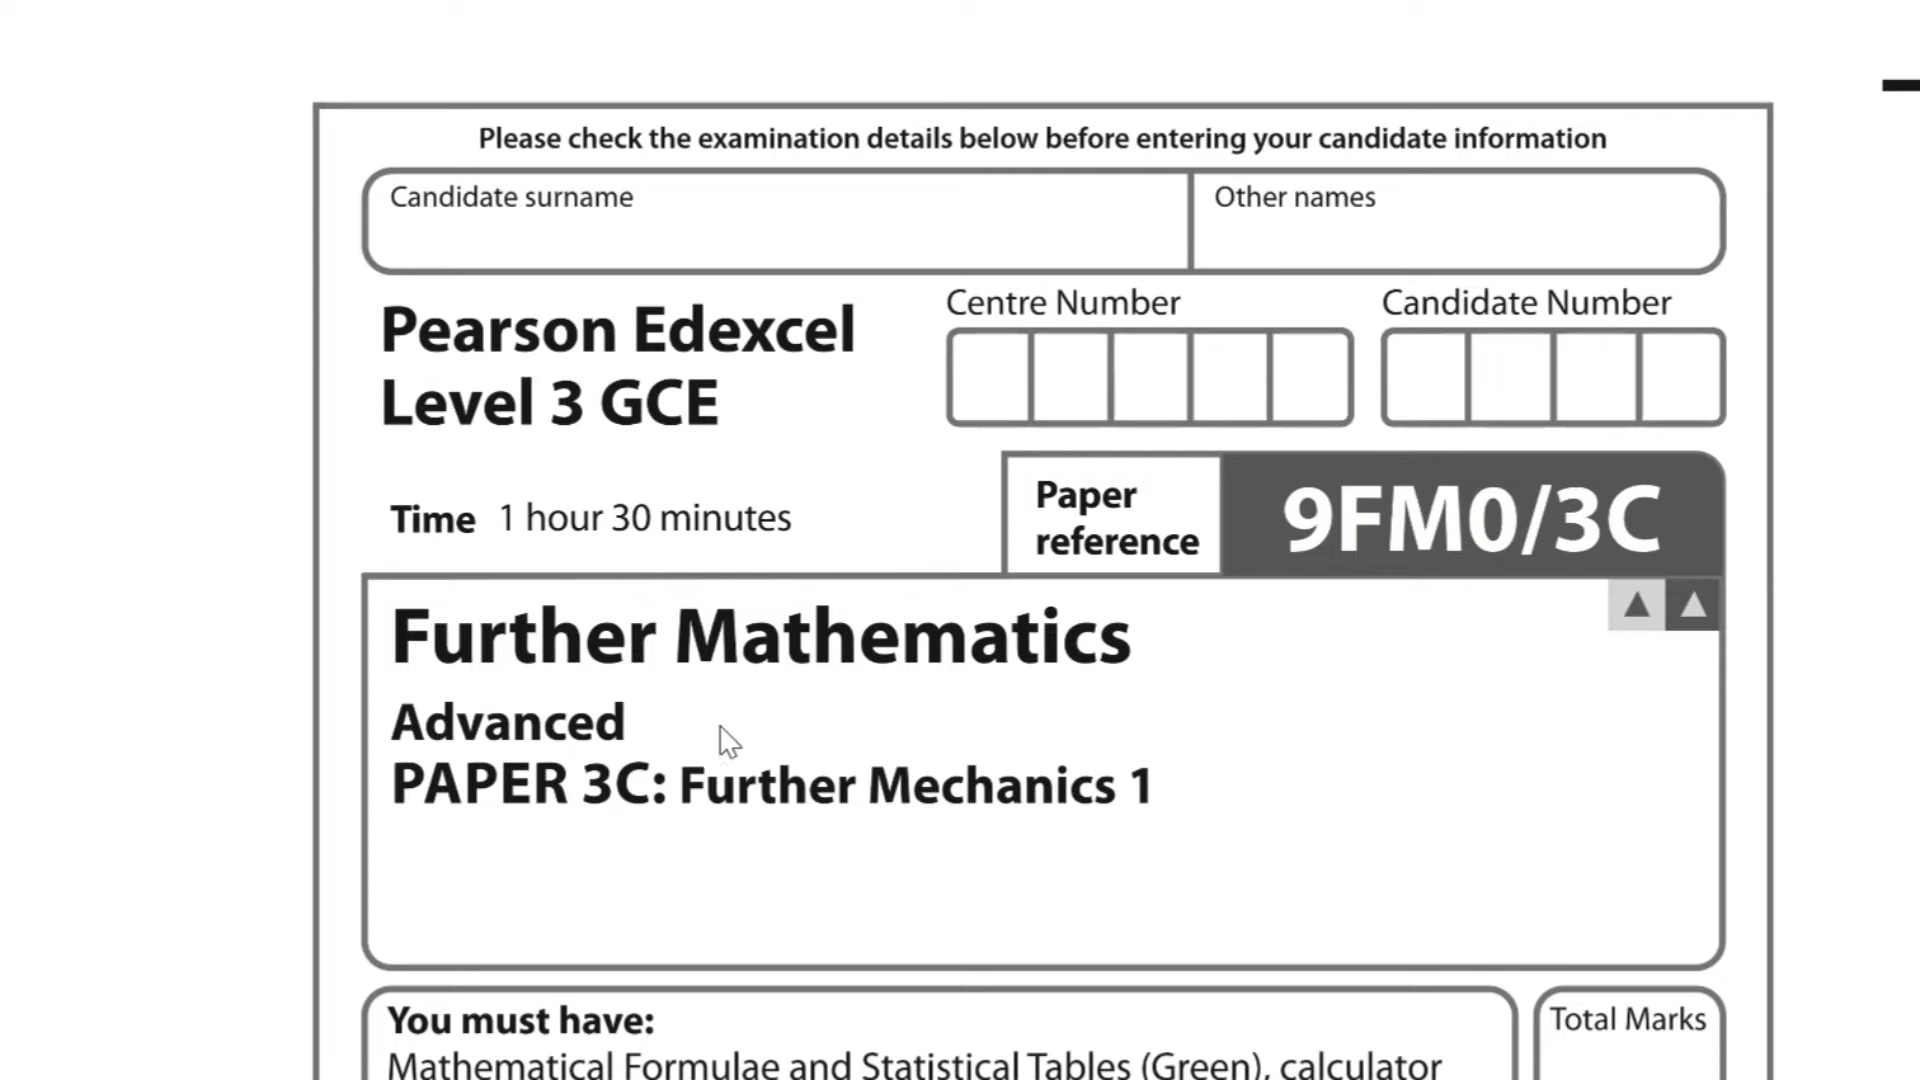 Please check the examination details below before entering your candidate information
Candidate surname
Other names
Pearson Edexcel
Level 3 GCE
Centre Number
Candidate Number
Time 1 hour 30 minutes
Paper
reference
9FM0/3C
Further Mathematics
Advanced
PAPER 3C: Further Mechanics 1
You must have:
Mathematical Formulae and Statistical Tables (Green), calculator
Total Marks